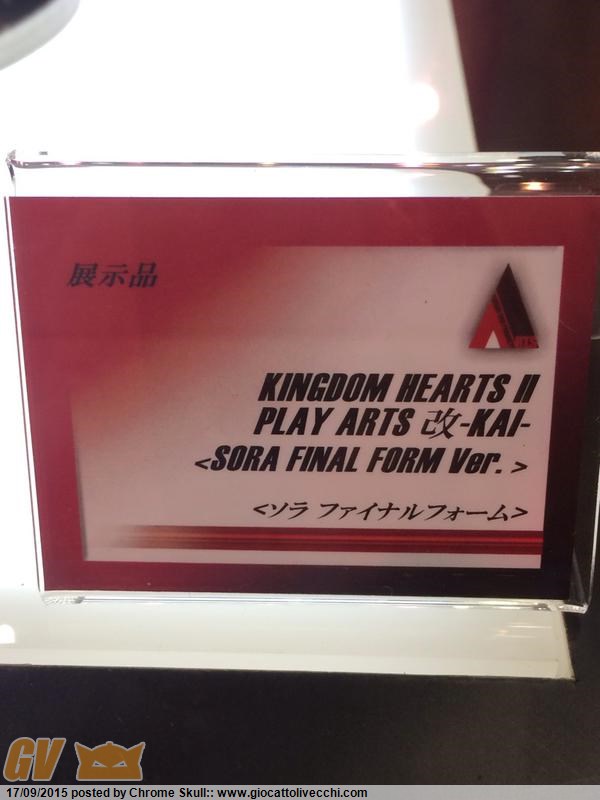 展示品
ARTS
KINGDOM HEARTS II
PLAY ARTS 改-KAI-
<SORA FINAL FORM Ver. >
<ソラ ファイナルフォーム>
GV
17/09/2015 posted by Chrome Skull:: www.giocattolivecchi.com